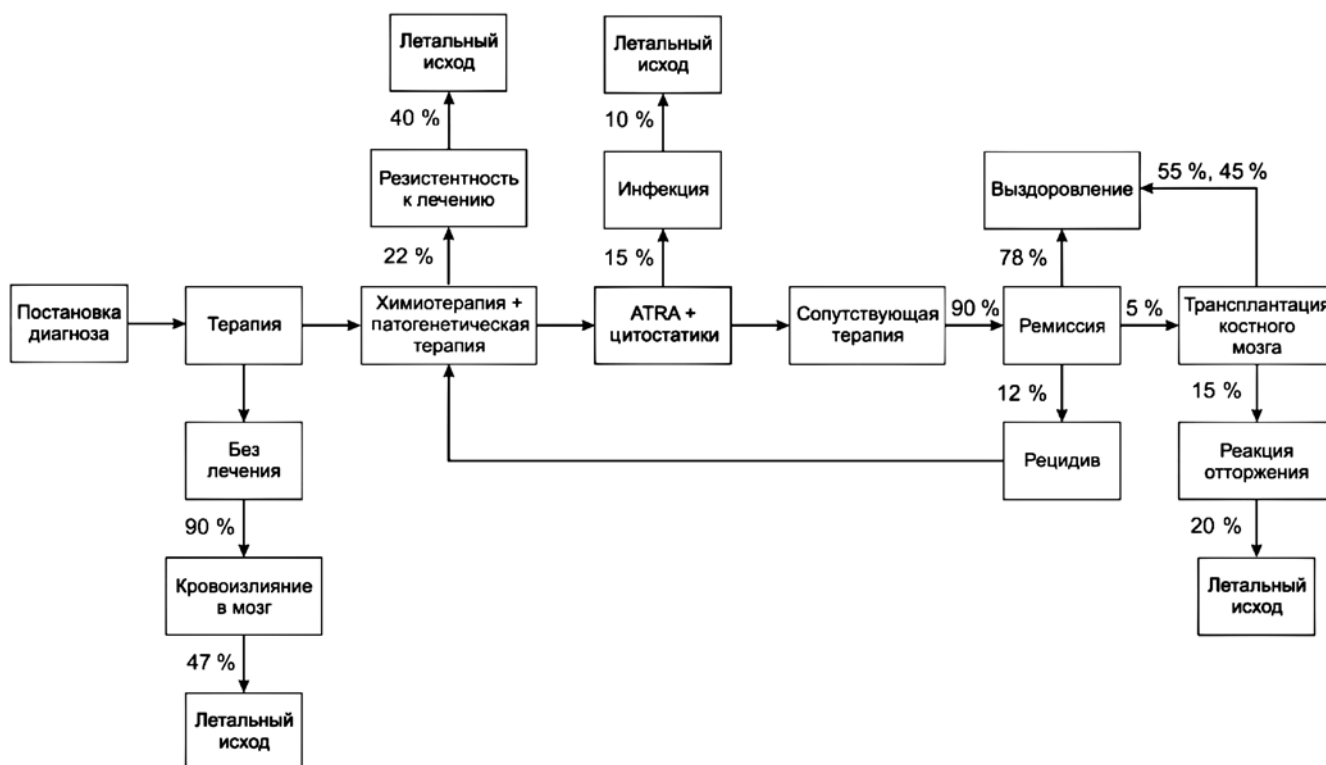 Летальный
исход
Летальный
исход
40 %
10 %
Резистентность
к лечению
Инфекция
Выздоровление
55 %, 45 %
22 %
15 %
78 %
Постановка
диагноза
Терапия
Химиотерапия +
патогенетическая
терапия
ATRA +
цитостатики
Сопутствующая
терапия
90 %
Ремиссия
5 %
Трансплантация
костного
мозга
12 %
15 %
Без
лечения
Рецидив
Реакция
отторжения
90 %
20 %
Кровоизлияние
в мозг
Летальный
исход
47 %
Летальный
исход